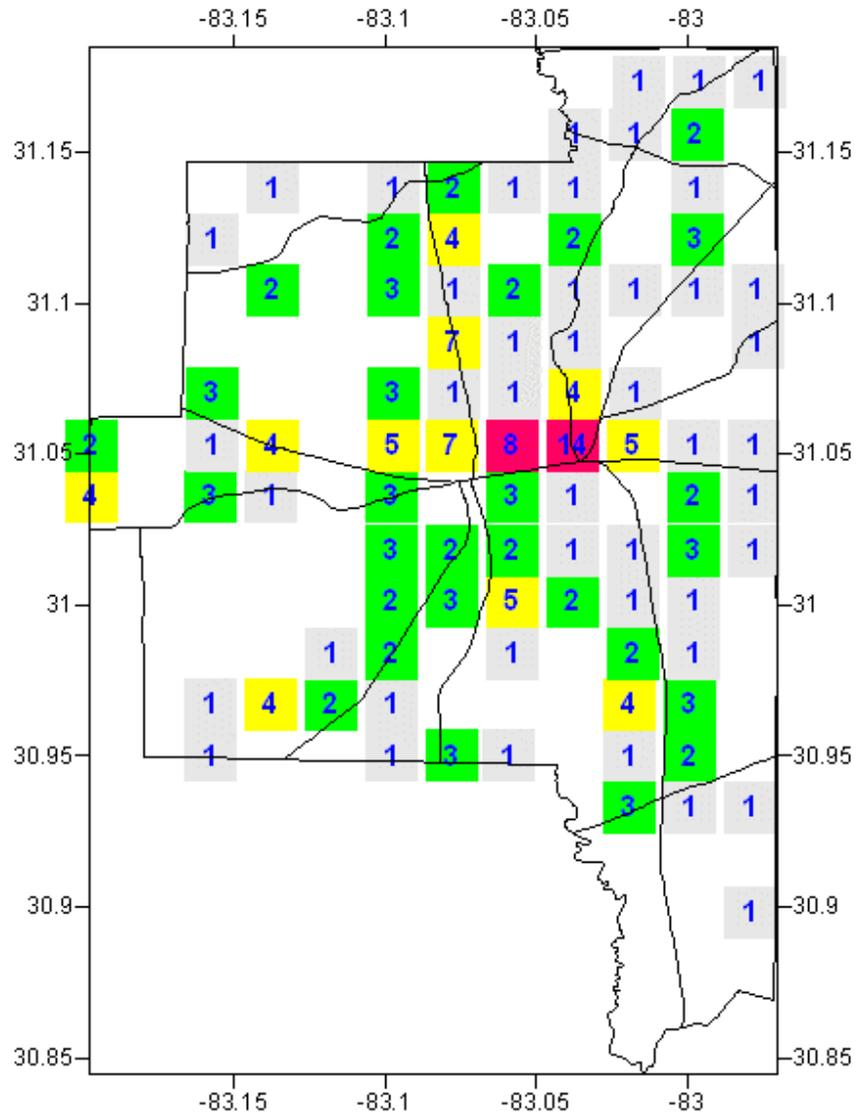 -83.15 -83.1 -83.05 -83
1 1 1
31.15 1 1 2 31.15
1 1 2 1 1 1
1 2 4 2 3
31.1 2 3 1 2 1 1 1 1 31.1
7 1 1 1
3 3 1 1 4 1
31.05 2 1 4 5 7 8 14 5 1 1 31.05
4 3 1 3 3 1 2 1
3 2 2 1 1 3 1
31 2 3 5 2 1 1 31
1 2 1 2 1
1 4 2 1 4 3
30.95 1 1 3 1 1 2 30.95
3 1 1
30.9 1 30.9
30.85 30.85
-83.15 -83.1 -83.05 -83